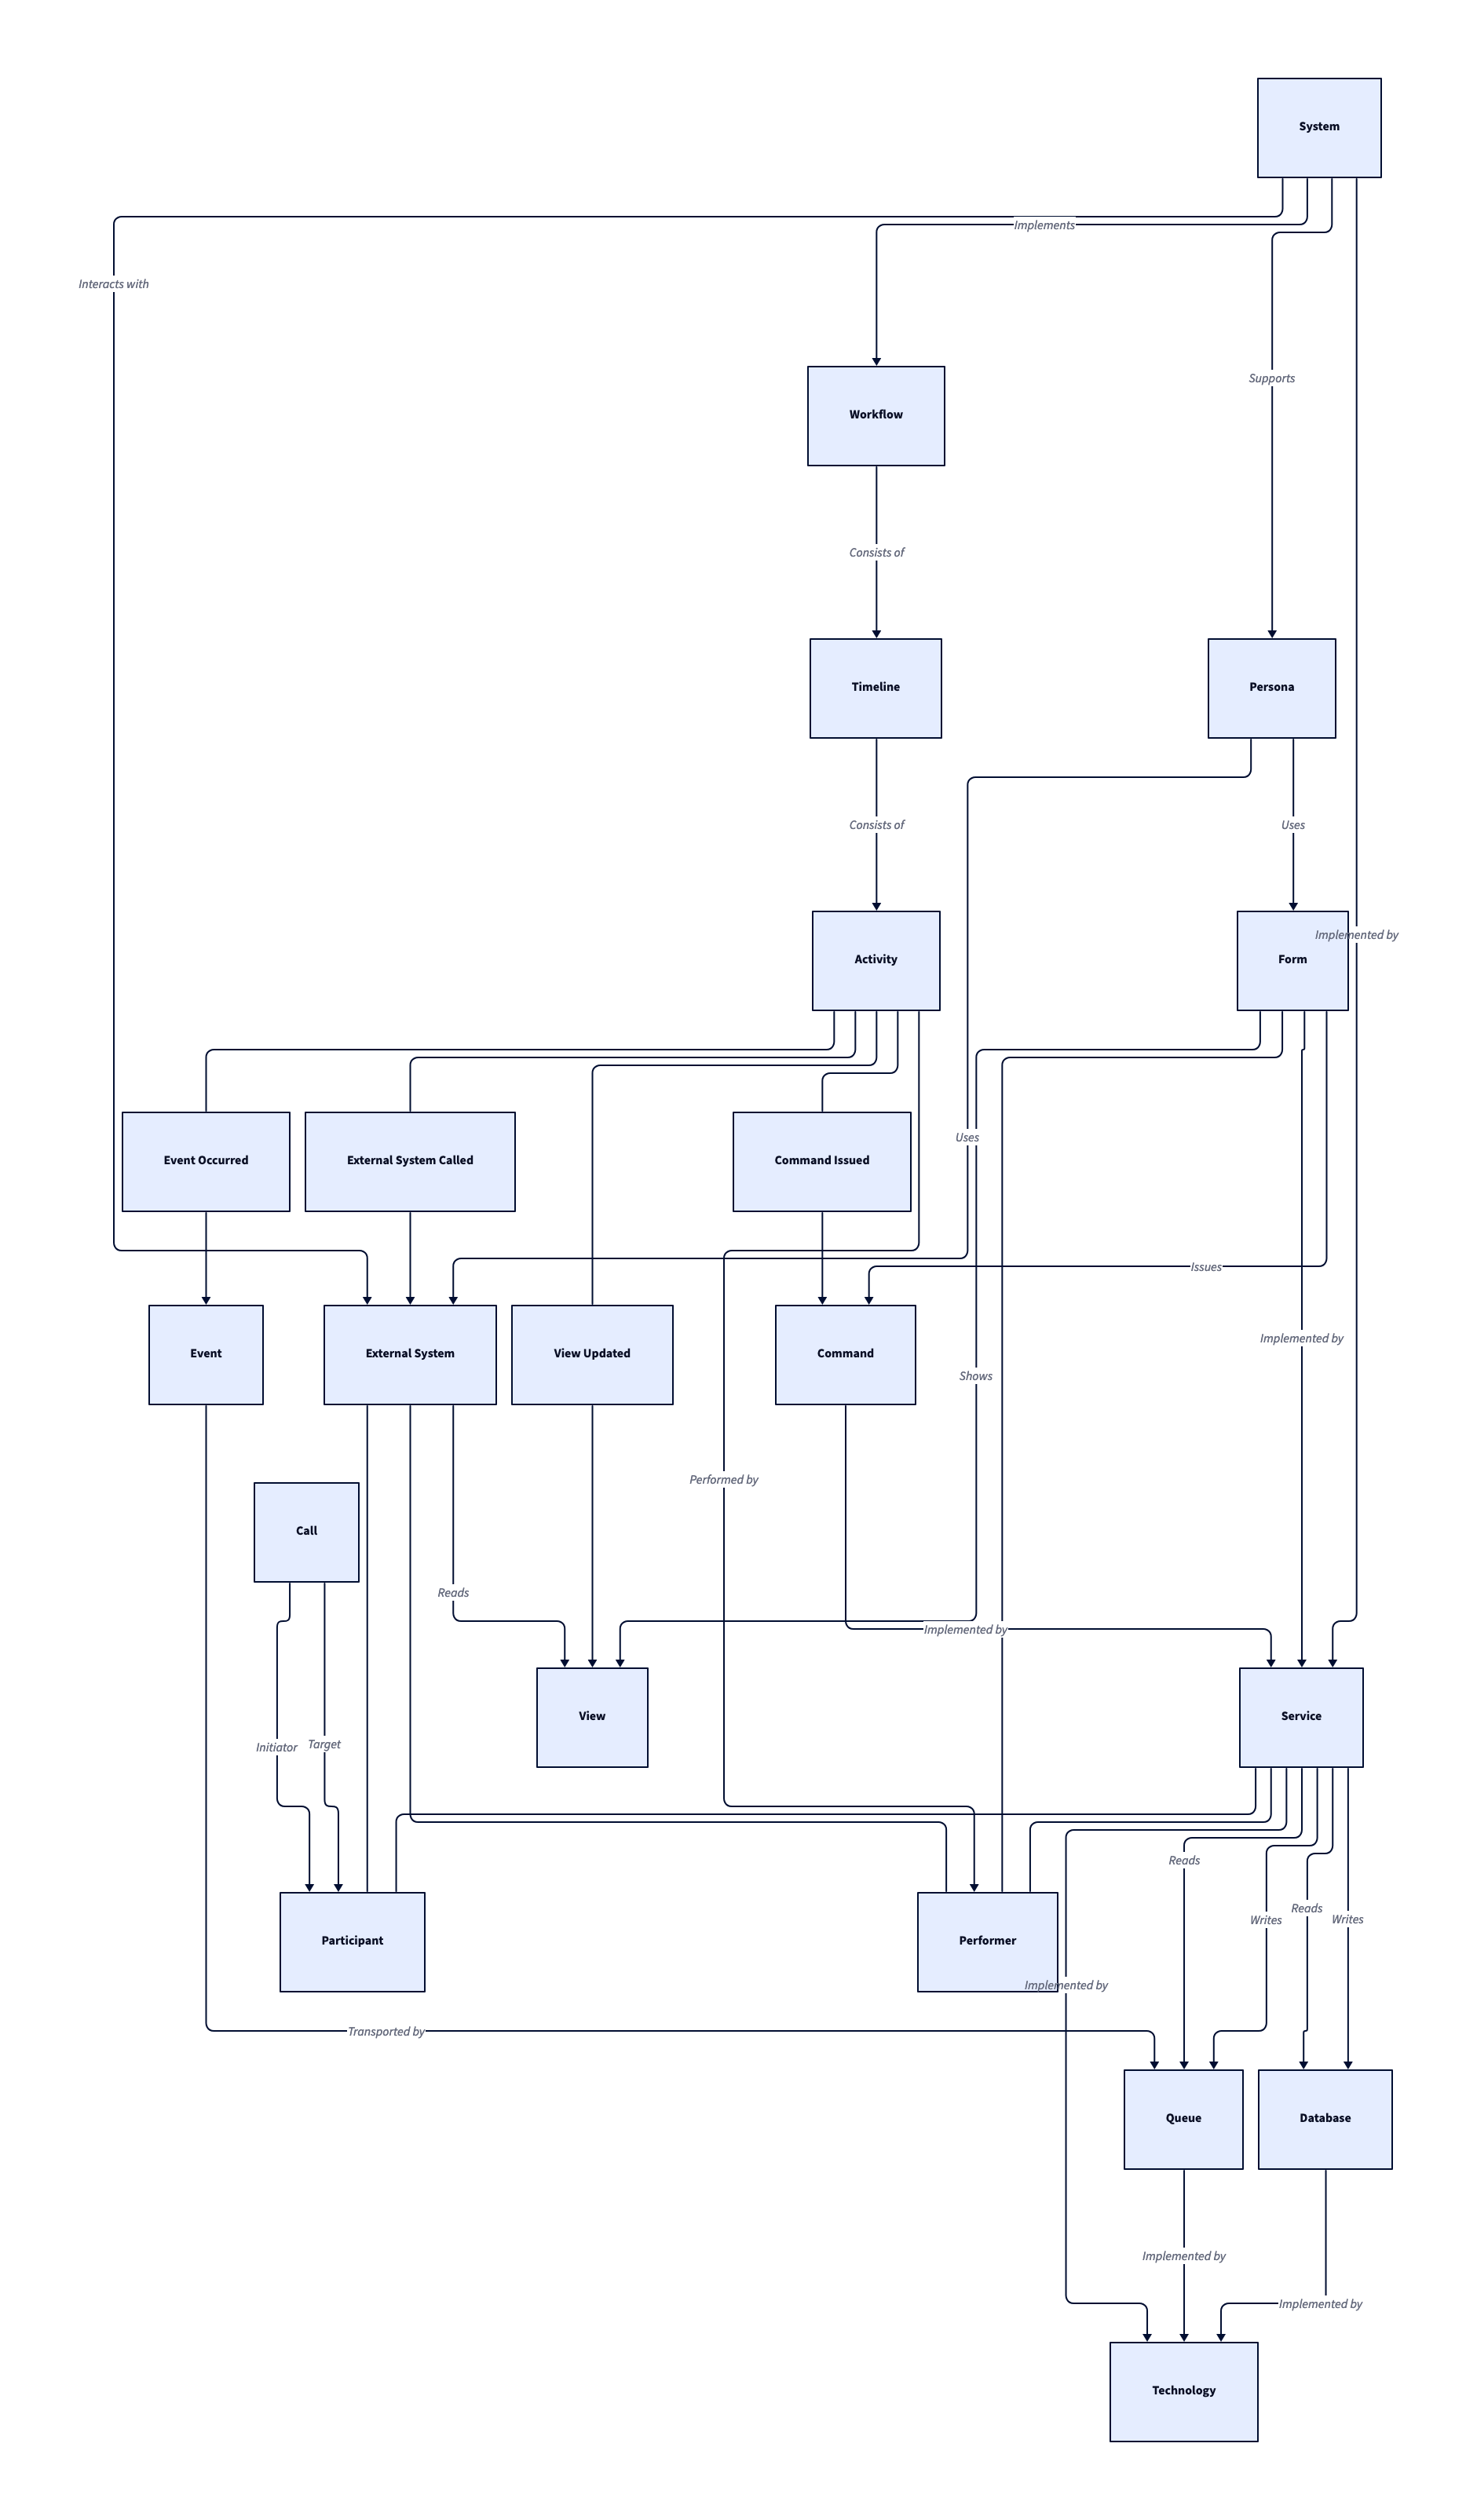 System
Implements
Interacts with
Supports
Workflow
Consists of
Timeline
Persona
Consists of
Uses
Implemented by
Activity
Form
Uses
Event Occurred
External System Called
Command Issued
Issues
Implemented by
Event
External System
View Updated
Command
Shows
Performed by
Call
Reads
Implemented by
View
Service
Initiator
Target
Reads
Writes
Reads
Writes
Participant
Performer
Implemented by
Transported by
Queue
Database
Implemented by
Implemented by
Technology